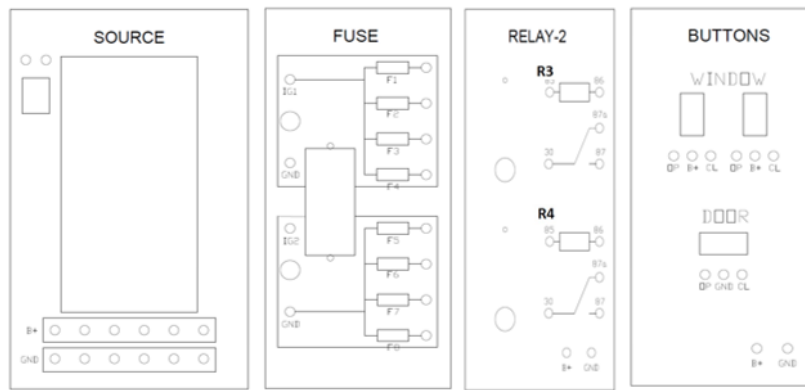 SOURCE
B+
GND
FUSE
IG1
GND
F1
F2
F3
F4
IG2
GND
F5
F6
F7
F8
RELAY-2
R3
85 86
87a
30 87
R4
85 86
87a
30 87
B+ GND
BUTTONS
WINDOW
OP B+ CL OP B+ CL
DOOR
OP GND CL
B+ GND